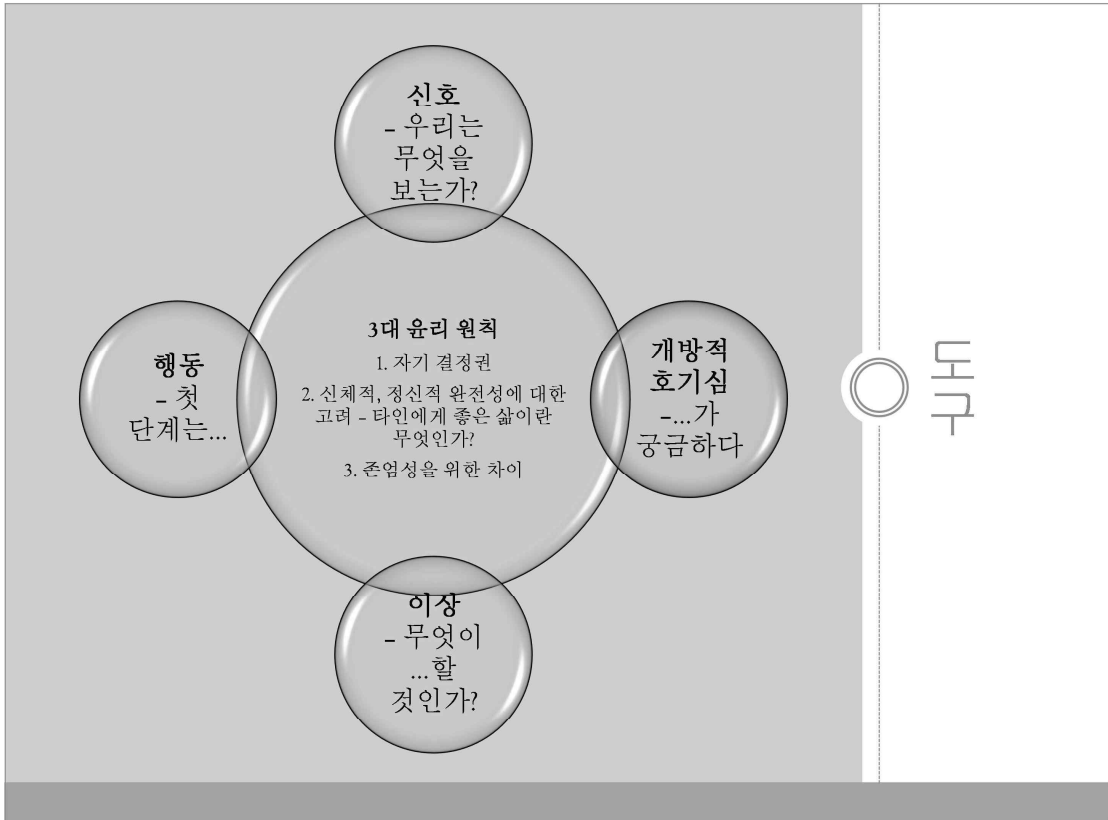 신호
- 우리는
무엇을
보는가?
3대 윤리 원칙
1. 자기 결정권
2. 신체적, 정신적 완전성에 대한
고려 - 타인에게 좋은 삶이란
무엇인가?
3. 존엄성을 위한 차이
행동
- 첫
단계는...
개방적
호기심
-...가
궁금하다
이상
- 무엇이
...할
것인가?
도구